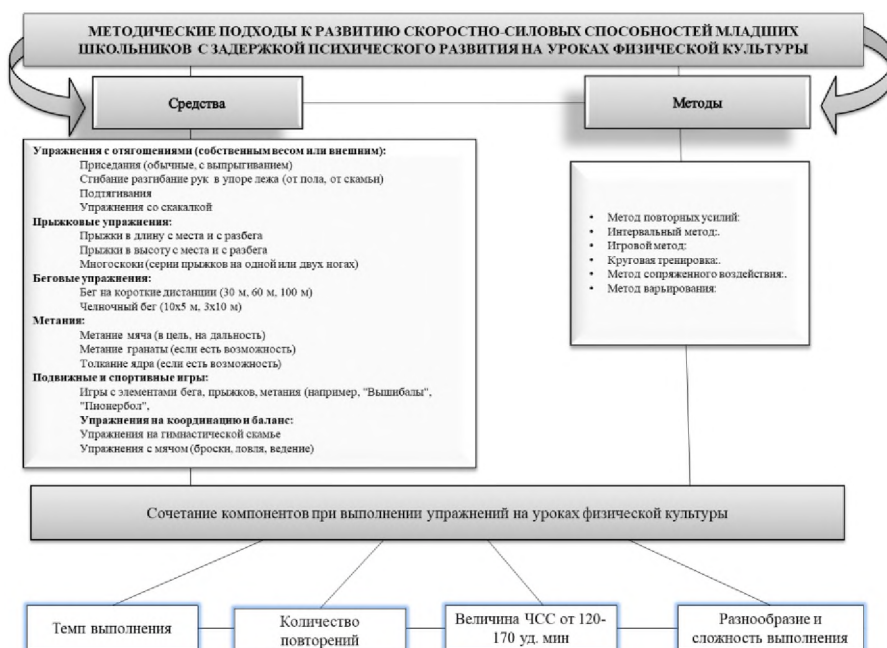 МЕТОДИЧЕСКИЕ ПОДХОДЫ К РАЗВИТИЮ СКОРОСТНО-СИЛОВЫХ СПОСОБНОСТЕЙ МЛАДШИХ
ШКОЛЬНИКОВ С ЗАДЕРЖКОЙ ПСИХИЧЕСКОГО РАЗВИТИЯ НА УРОКАХ ФИЗИЧЕСКОЙ КУЛЬТУРЫ
Средства
Методы
Упражнения с отягощениями (собственным весом или внешним):
Приседания (обычные, с выпрыгиванием)
Сгибание разгибание рук в упоре лежа (от пола, от скамьи)
Подтягивания
Упражнения со скакалкой
Прыжковые упражнения:
Прыжки в длину с места и с разбега
Прыжки в высоту с места и с разбега
Многоскоки (серии прыжков на одной или двух ногах)
Беговые упражнения:
Бег на короткие дистанции (30 м, 60 м, 100 м)
Челночный бег (10х5 м, 3х10 м)
Метания:
Метание мяча (в цель, на дальность)
Метание гранаты (если есть возможность)
Толкание ядра (если есть возможность)
Подвижные и спортивные игры:
Игры с элементами бега, прыжков, метания (например, "Вышибалы",
"Пионербол",
Упражнения на координацию и баланс:
Упражнения на гимнастической скамье
Упражнения с мячом (броски, ловля, ведение)
• Метод повторных усилий:
• Интервальный метод:.
• Игровой метод:
• Круговая тренировка:.
• Метод сопряженного воздействия:.
• Метод варьирования:
Сочетание компонентов при выполнении упражнений на уроках физической культуры
Темп выполнения
Количество
повторений
Величина ЧСС от 120-
170 уд. мин
Разнообразие и
сложность выполнения